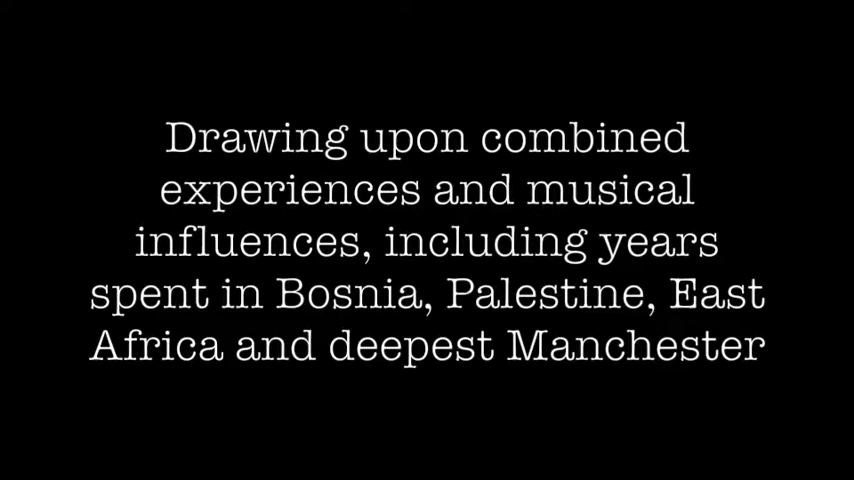 Drawing upon combined
experiences and musical
influences, including years
spent in Bosnia, Palestine, East
Africa and deepest Manchester